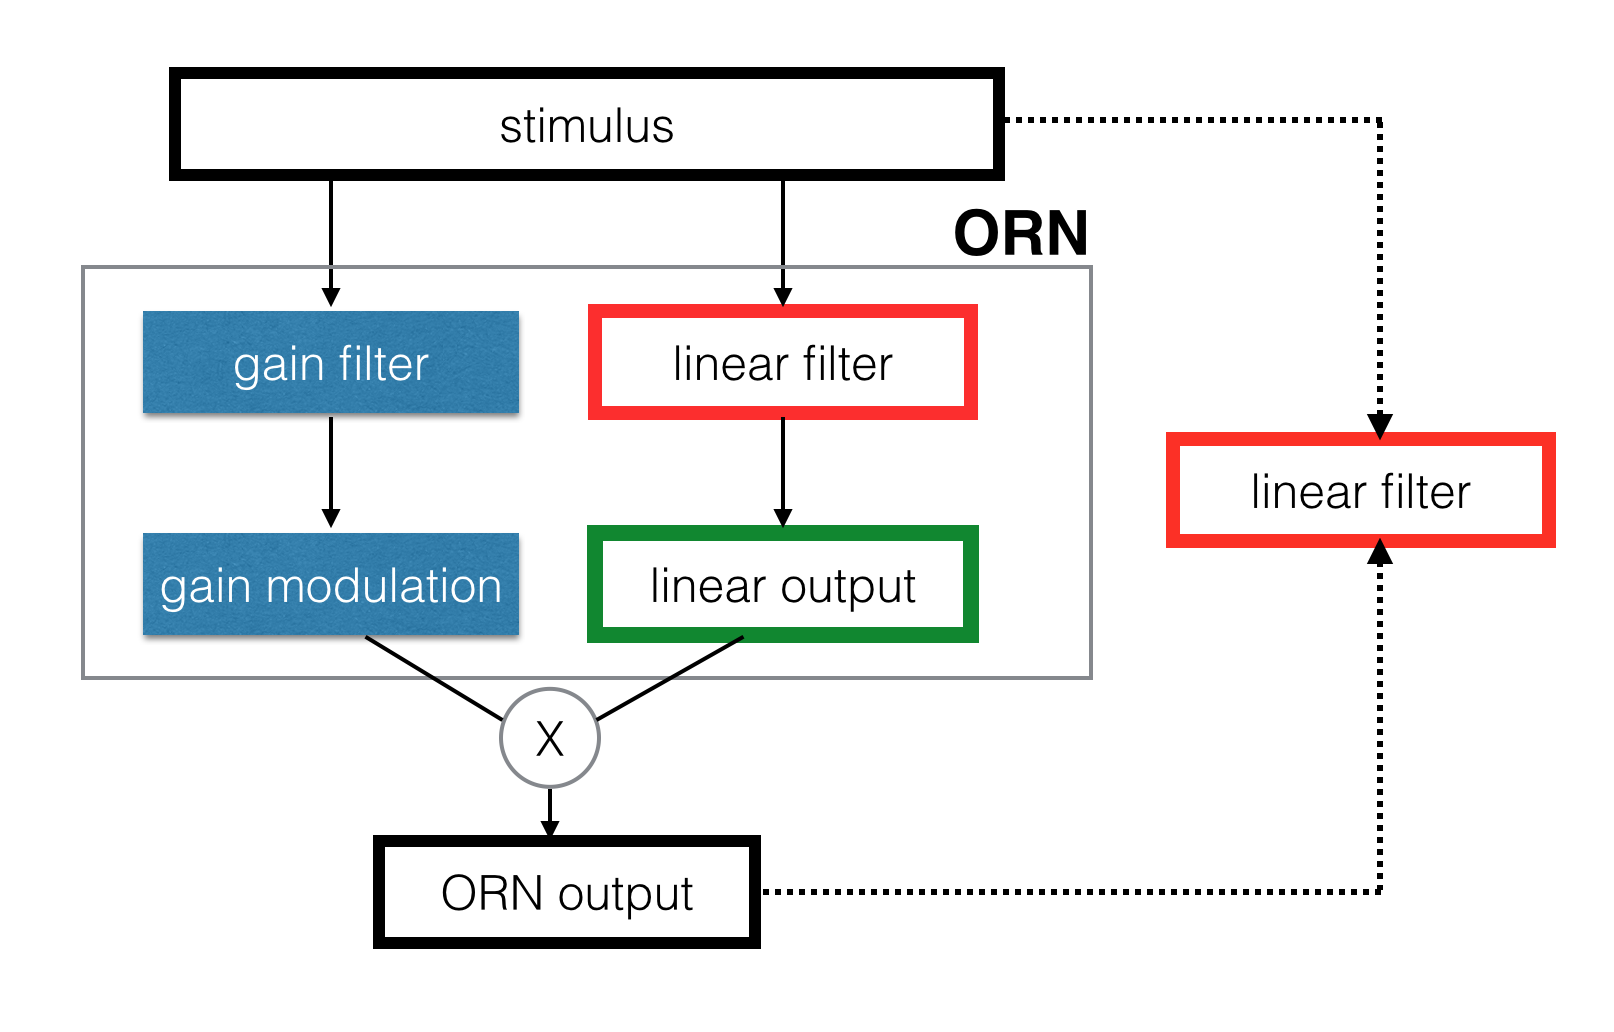 stimulus
ORN
gain filter
linear filter
linear filter
gain modulation
linear output
X
ORN output